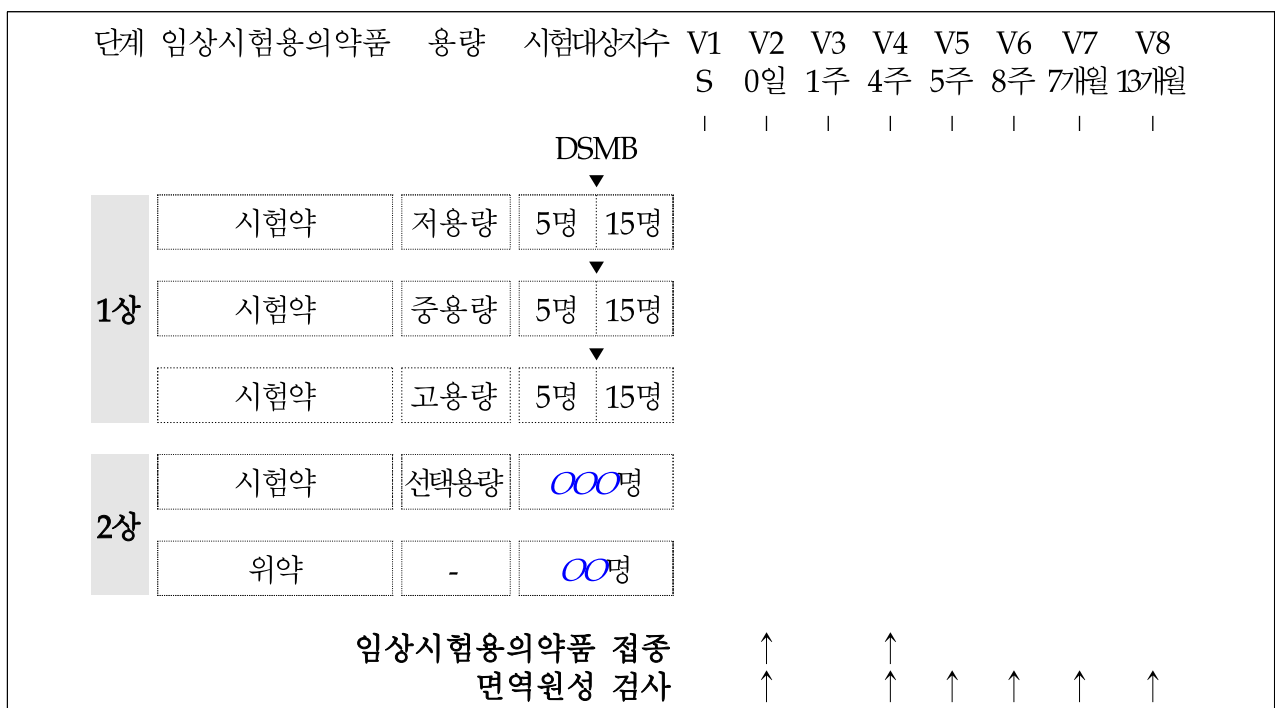 단계 임상시험용의약품 용량 시험대상자수 V1 V2 V3 V4 V5 V6 V7 V8
S 0일 1주 4주 5주 8주 7개월 13개월
DSMB
▼
시험약 저용량 5명 15명
▼
1상 시험약 중용량 5명 15명
▼
시험약 고용량 5명 15명
시험약 선택용량 OOO명
2상
위약 - OO명
임상시험용의약품 접종 ↑ ↑
면역원성 검사 ↑ ↑ ↑ ↑ ↑ ↑